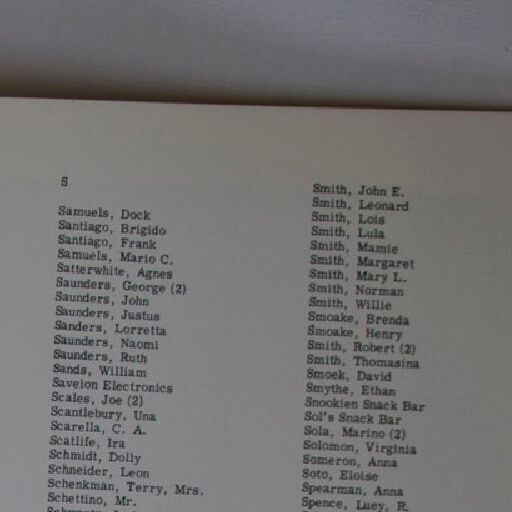 S
Samuels, Dock
Santiago, Brigido
Santiago, Frank
Samuels, Mario C.
Satterwhite, Agnes
Saunders, George (2)
Saunders, John
Saunders, Justus
Sanders, Lorretta
Saunders, Naomi
Saunders, Ruth
Sands, William
Saveion Electronics
Scales, Joe (2)
Scantlebury, Una
Scarella, C. A.
Scatlife, Ira
Schmidt, Dolly
Schneider, Leon
Schenkman, Terry, Mrs.
Schettino, Mr.
Smith, John E.
Smith, Leonard
Smith, Lois
Smith, Lula
Smith, Mamie
Smith, Margaret
Smith, Mary L.
Smith, Norman
Smith, Willie
Smoake, Brenda
Smoake, Henry
Smith, Robert (2)
Smith, Thomasina
Smoek, David
Smythe, Ethan
Snookien Snack Bar
Sol's Snack Bar
Sola, Marino (2)
Solomon, Virginia
Someron, Anna
Soto, Eloise
Spearman, Anna
Spence, Luey, R.